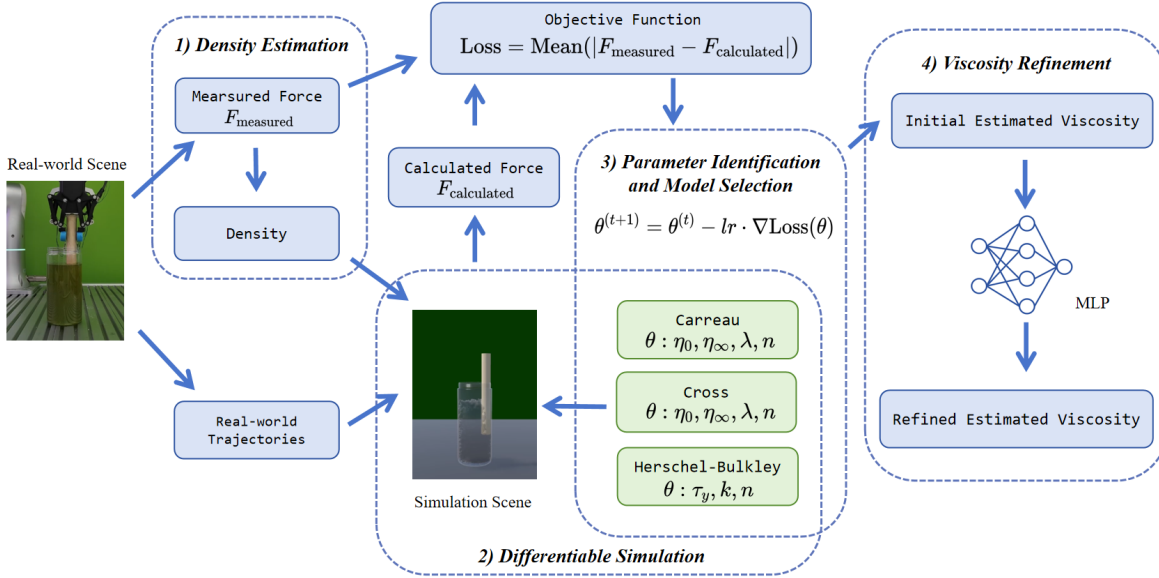 Objective Function
Loss = Mean(|F_measured − F_calculated|)
1) Density Estimation
Mearsured Force
F_measured
Density
Real-world Scene
Calculated Force
F_calculated
Real-world
Trajectories
Simulation Scene
2) Differentiable Simulation
3) Parameter Identification
and Model Selection
θ^(t+1) = θ^(t) − lr · ∇Loss(θ)
Carreau
θ : η₀, η_∞, λ, n
Cross
θ : η₀, η_∞, λ, n
Herschel-Bulkley
θ : τ_y, k, n
4) Viscosity Refinement
Initial Estimated Viscosity
MLP
Refined Estimated Viscosity